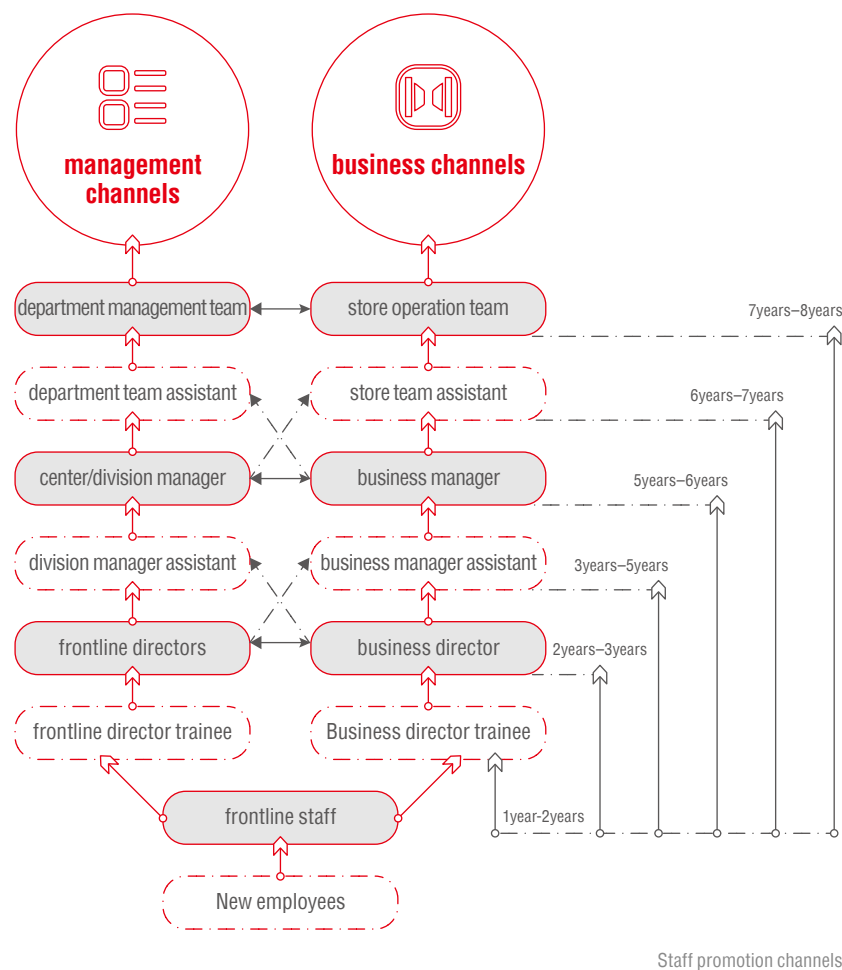 management
channels
business channels
department management team
store operation team
7years–8years
department team assistant
store team assistant
6years–7years
center/division manager
business manager
5years–6years
division manager assistant
business manager assistant
3years–5years
frontline directors
business director
2years–3years
frontline director trainee
Business director trainee
frontline staff
1year-2years
New employees
Staff promotion channels